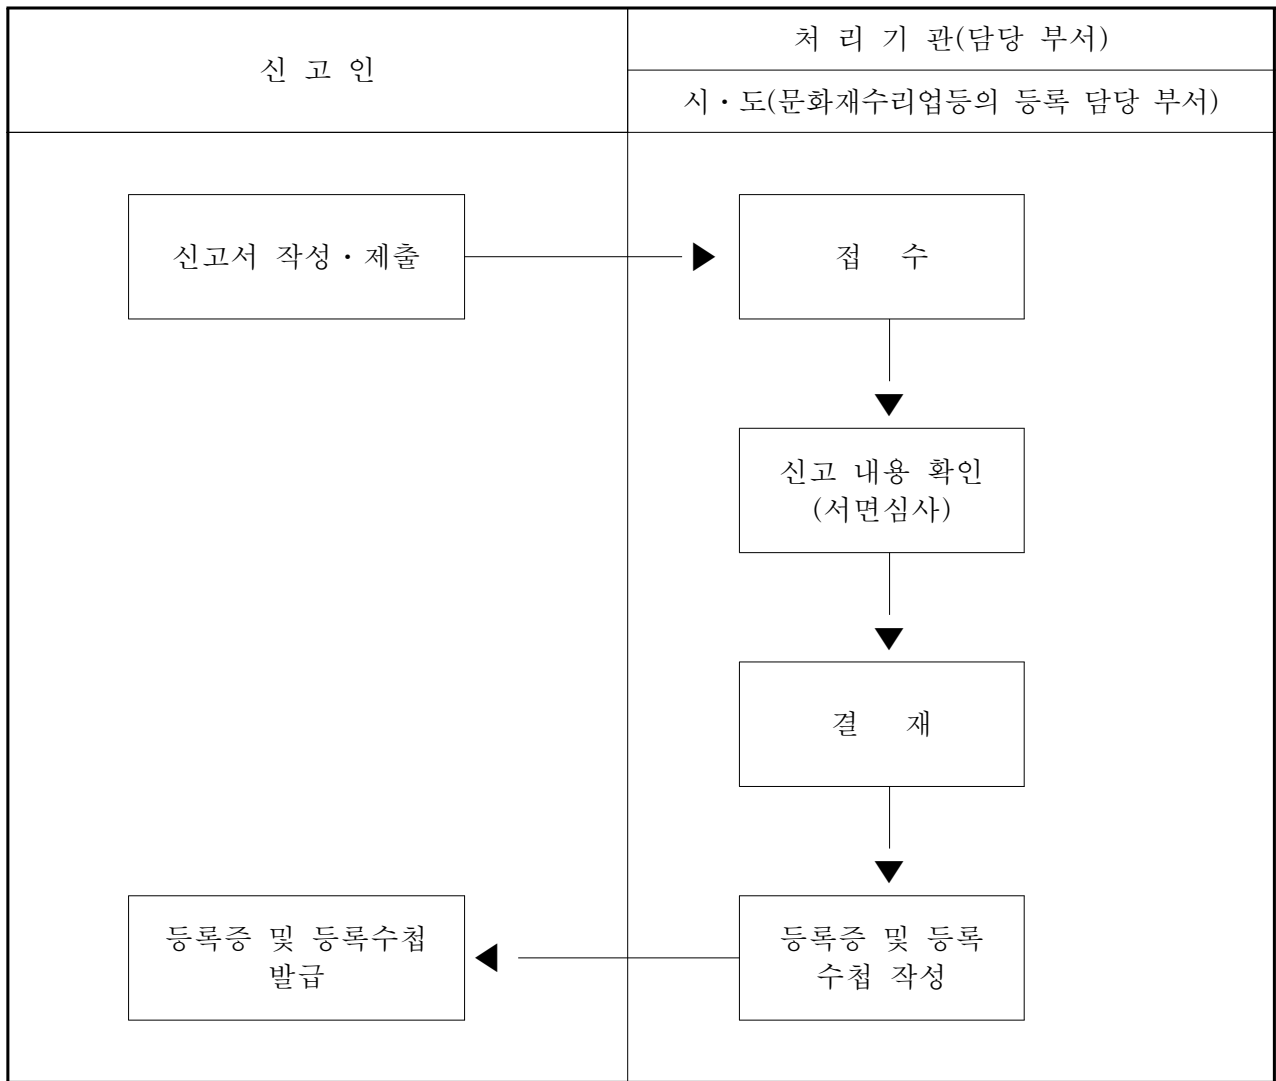 신 고 인
처 리 기 관(담당 부서)
시・도(문화재수리업등의 등록 담당 부서)
신고서 작성・제출
접 수
신고 내용 확인
(서면심사)
결 재
등록증 및 등록수첩
발급
등록증 및 등록
수첩 작성